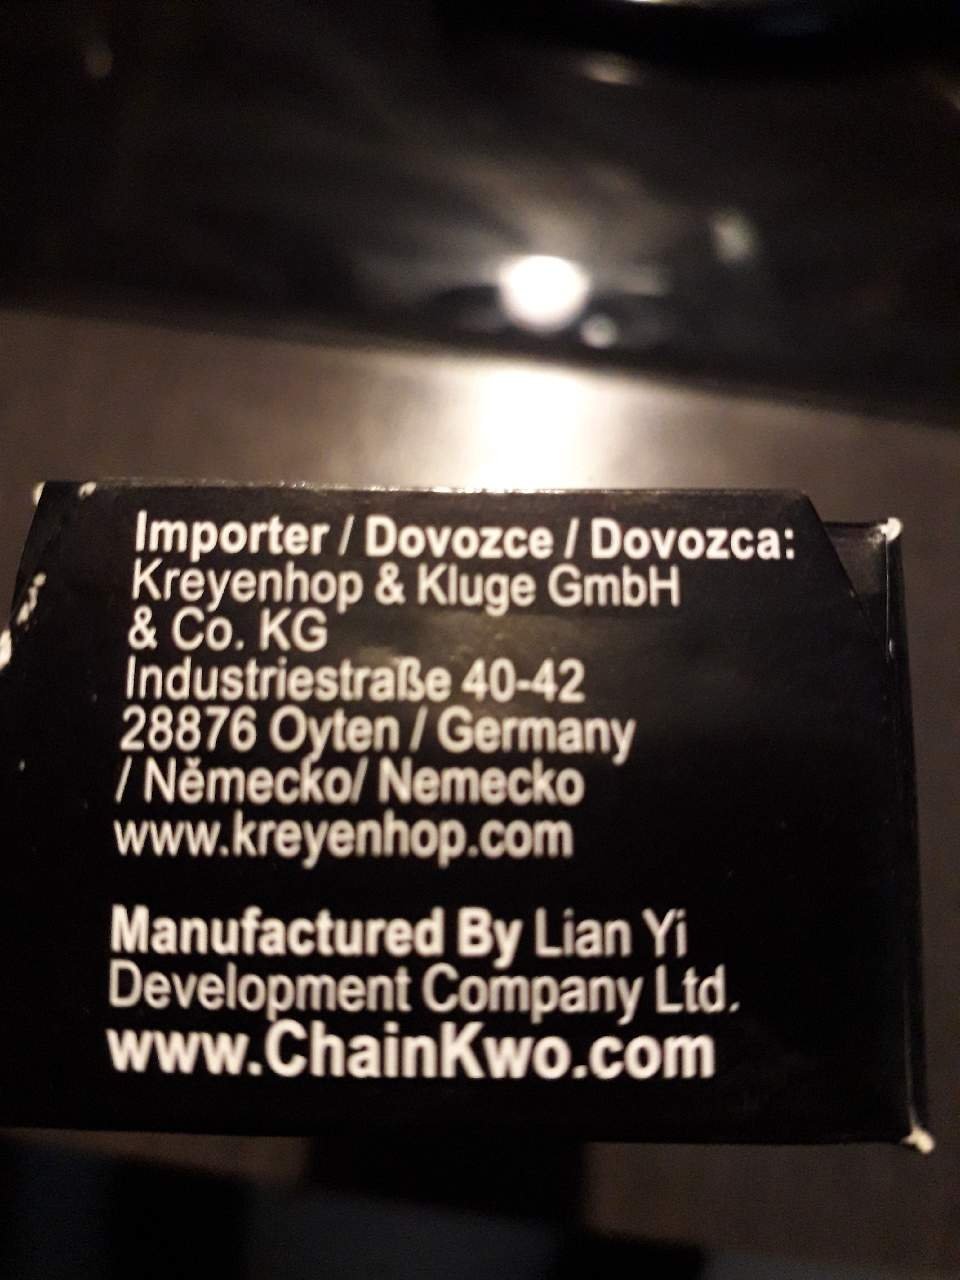 Importer / Dovozce / Dovozca:
Kreyenhop & Kluge GmbH
& Co. KG
Industriestraße 40-42
28876 Oyten / Germany
/ Německo/ Nemecko
www.kreyenhop.com
Manufactured By Lian Yi
Development Company Ltd.
www.ChainKwo.com